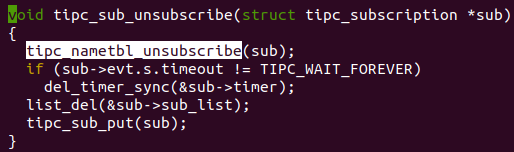 void tipc_sub_unsubscribe(struct tipc_subscription *sub)
{
  tipc_nametbl_unsubscribe(sub);
  if (sub->evt.s.timeout != TIPC_WAIT_FOREVER)
    del_timer_sync(&sub->timer);
  list_del(&sub->sub_list);
  tipc_sub_put(sub);
}